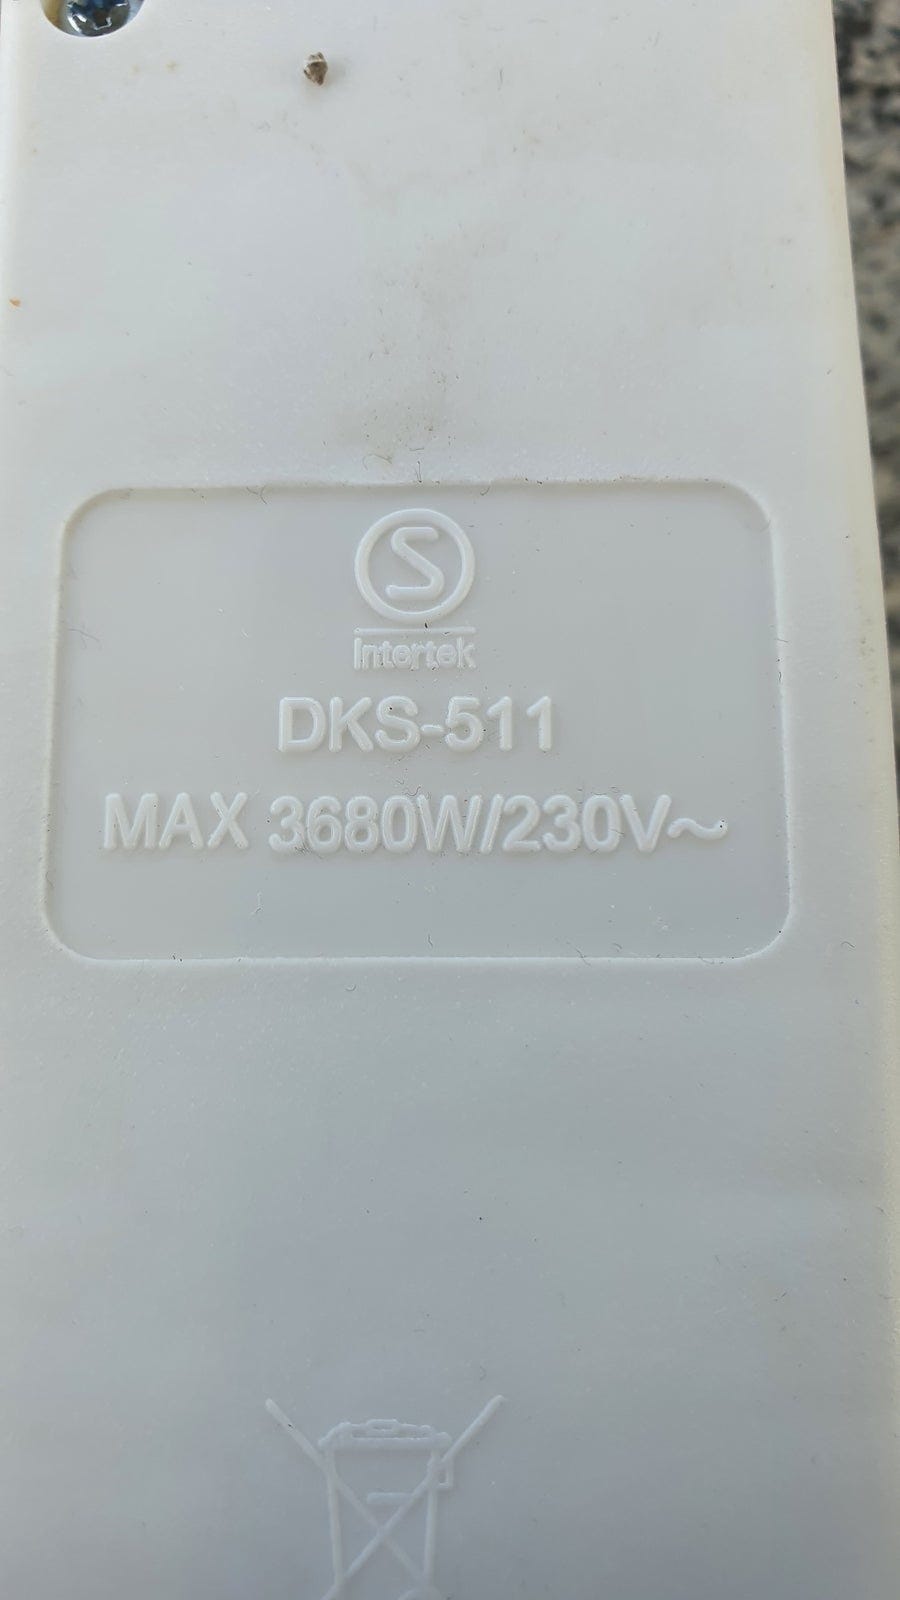 S
Intertek
DKS-511
MAX 3680W/230V~